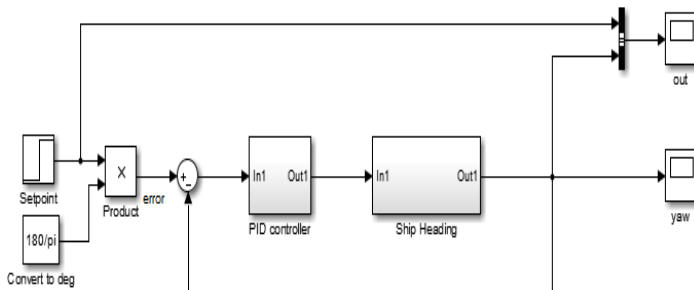 out
Setpoint
X
Product
error
+
−
In1
Out1
PID controller
In1
Out1
Ship Heading
yaw
180/pi
Convert to deg